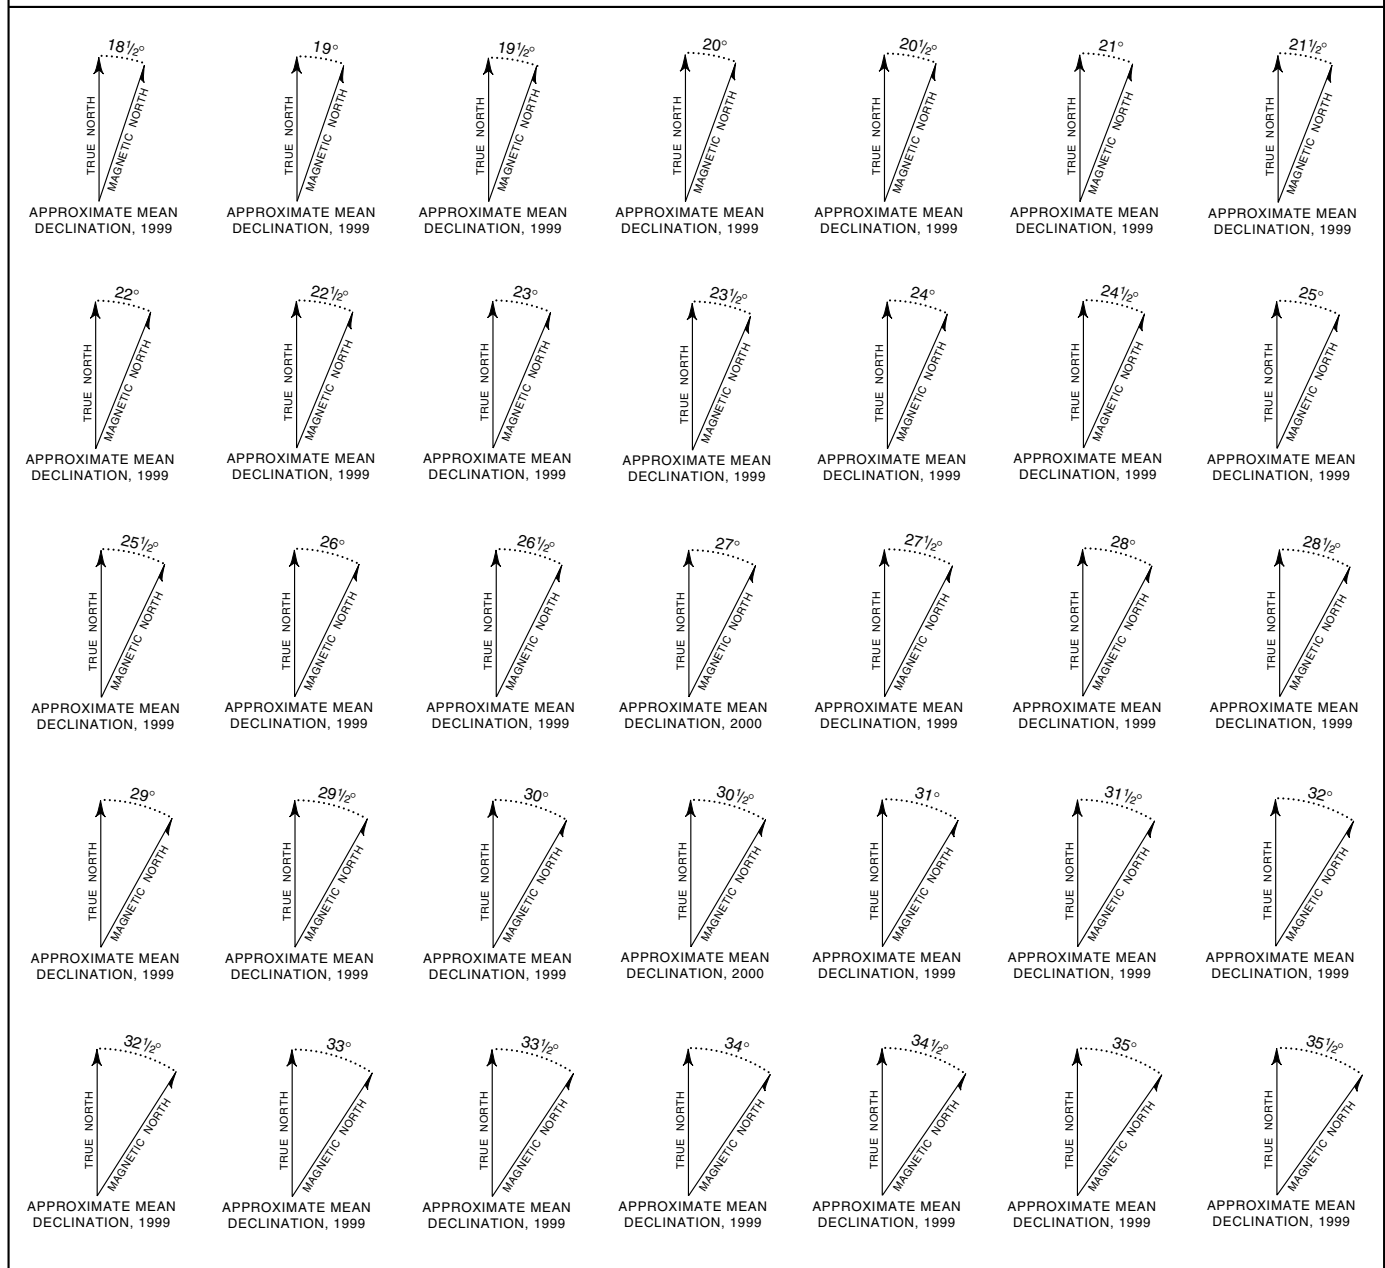 18½° 19° 19½° 20° 20½° 21° 21½°
TRUE NORTH MAGNETIC NORTH TRUE NORTH MAGNETIC NORTH TRUE NORTH MAGNETIC NORTH TRUE NORTH MAGNETIC NORTH TRUE NORTH MAGNETIC NORTH TRUE NORTH MAGNETIC NORTH TRUE NORTH MAGNETIC NORTH
APPROXIMATE MEAN APPROXIMATE MEAN APPROXIMATE MEAN APPROXIMATE MEAN APPROXIMATE MEAN APPROXIMATE MEAN APPROXIMATE MEAN
DECLINATION, 1999 DECLINATION, 1999 DECLINATION, 1999 DECLINATION, 1999 DECLINATION, 1999 DECLINATION, 1999 DECLINATION, 1999
22° 22½° 23° 23½° 24° 24½° 25°
TRUE NORTH MAGNETIC NORTH TRUE NORTH MAGNETIC NORTH TRUE NORTH MAGNETIC NORTH TRUE NORTH MAGNETIC NORTH TRUE NORTH MAGNETIC NORTH TRUE NORTH MAGNETIC NORTH TRUE NORTH MAGNETIC NORTH
APPROXIMATE MEAN APPROXIMATE MEAN APPROXIMATE MEAN APPROXIMATE MEAN APPROXIMATE MEAN APPROXIMATE MEAN APPROXIMATE MEAN
DECLINATION, 1999 DECLINATION, 1999 DECLINATION, 1999 DECLINATION, 1999 DECLINATION, 1999 DECLINATION, 1999 DECLINATION, 1999
25½° 26° 26½° 27° 27½° 28° 28½°
TRUE NORTH MAGNETIC NORTH TRUE NORTH MAGNETIC NORTH TRUE NORTH MAGNETIC NORTH TRUE NORTH MAGNETIC NORTH TRUE NORTH MAGNETIC NORTH TRUE NORTH MAGNETIC NORTH TRUE NORTH MAGNETIC NORTH
APPROXIMATE MEAN APPROXIMATE MEAN APPROXIMATE MEAN APPROXIMATE MEAN APPROXIMATE MEAN APPROXIMATE MEAN APPROXIMATE MEAN
DECLINATION, 1999 DECLINATION, 1999 DECLINATION, 1999 DECLINATION, 2000 DECLINATION, 1999 DECLINATION, 1999 DECLINATION, 1999
29° 29½° 30° 30½° 31° 31½° 32°
TRUE NORTH MAGNETIC NORTH TRUE NORTH MAGNETIC NORTH TRUE NORTH MAGNETIC NORTH TRUE NORTH MAGNETIC NORTH TRUE NORTH MAGNETIC NORTH TRUE NORTH MAGNETIC NORTH TRUE NORTH MAGNETIC NORTH
APPROXIMATE MEAN APPROXIMATE MEAN APPROXIMATE MEAN APPROXIMATE MEAN APPROXIMATE MEAN APPROXIMATE MEAN APPROXIMATE MEAN
DECLINATION, 1999 DECLINATION, 1999 DECLINATION, 1999 DECLINATION, 2000 DECLINATION, 1999 DECLINATION, 1999 DECLINATION, 1999
32½° 33° 33½° 34° 34½° 35° 35½°
TRUE NORTH MAGNETIC NORTH TRUE NORTH MAGNETIC NORTH TRUE NORTH MAGNETIC NORTH TRUE NORTH MAGNETIC NORTH TRUE NORTH MAGNETIC NORTH TRUE NORTH MAGNETIC NORTH TRUE NORTH MAGNETIC NORTH
APPROXIMATE MEAN APPROXIMATE MEAN APPROXIMATE MEAN APPROXIMATE MEAN APPROXIMATE MEAN APPROXIMATE MEAN APPROXIMATE MEAN
DECLINATION, 1999 DECLINATION, 1999 DECLINATION, 1999 DECLINATION, 1999 DECLINATION, 1999 DECLINATION, 1999 DECLINATION, 1999